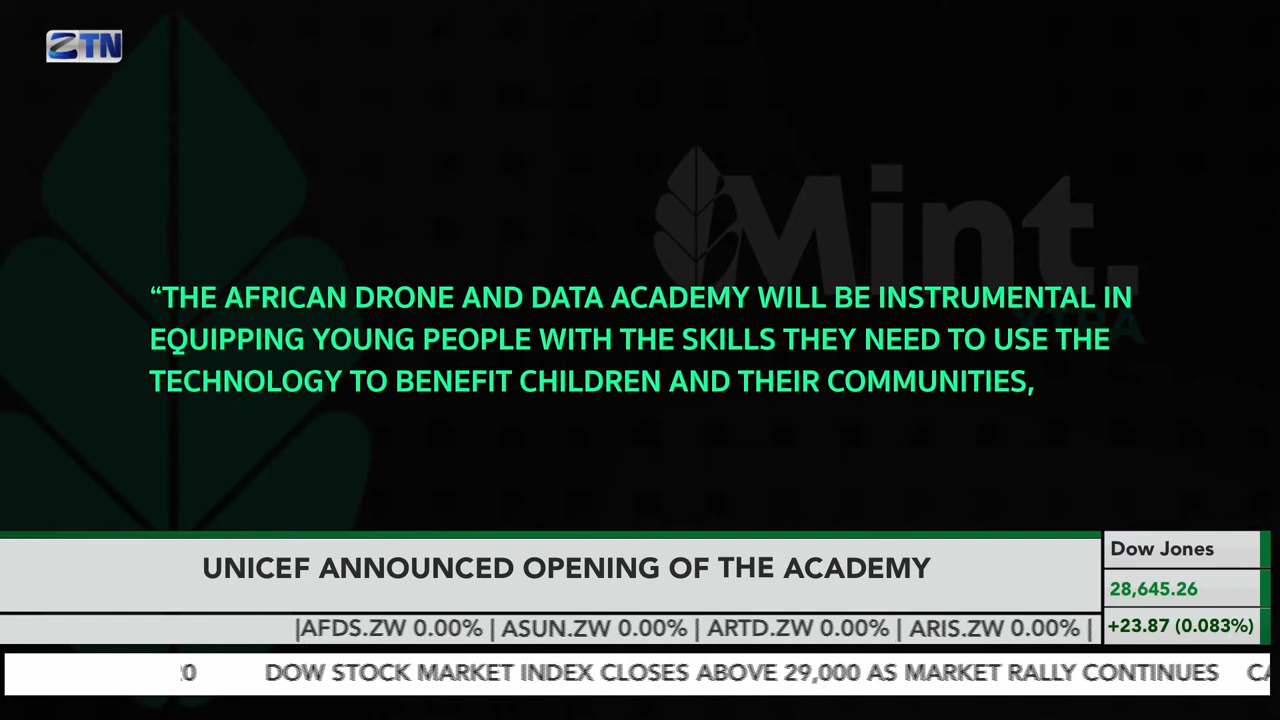 ZTN
Mint.
XTRA
“THE AFRICAN DRONE AND DATA ACADEMY WILL BE INSTRUMENTAL IN
EQUIPPING YOUNG PEOPLE WITH THE SKILLS THEY NEED TO USE THE
TECHNOLOGY TO BENEFIT CHILDREN AND THEIR COMMUNITIES,
UNICEF ANNOUNCED OPENING OF THE ACADEMY
Dow Jones
28,645.26
+23.87 (0.083%)
|AFDS.ZW 0.00% | ASUN.ZW 0.00% | ARTD.ZW 0.00% | ARIS.ZW 0.00% |
DOW STOCK MARKET INDEX CLOSES ABOVE 29,000 AS MARKET RALLY CONTINUES